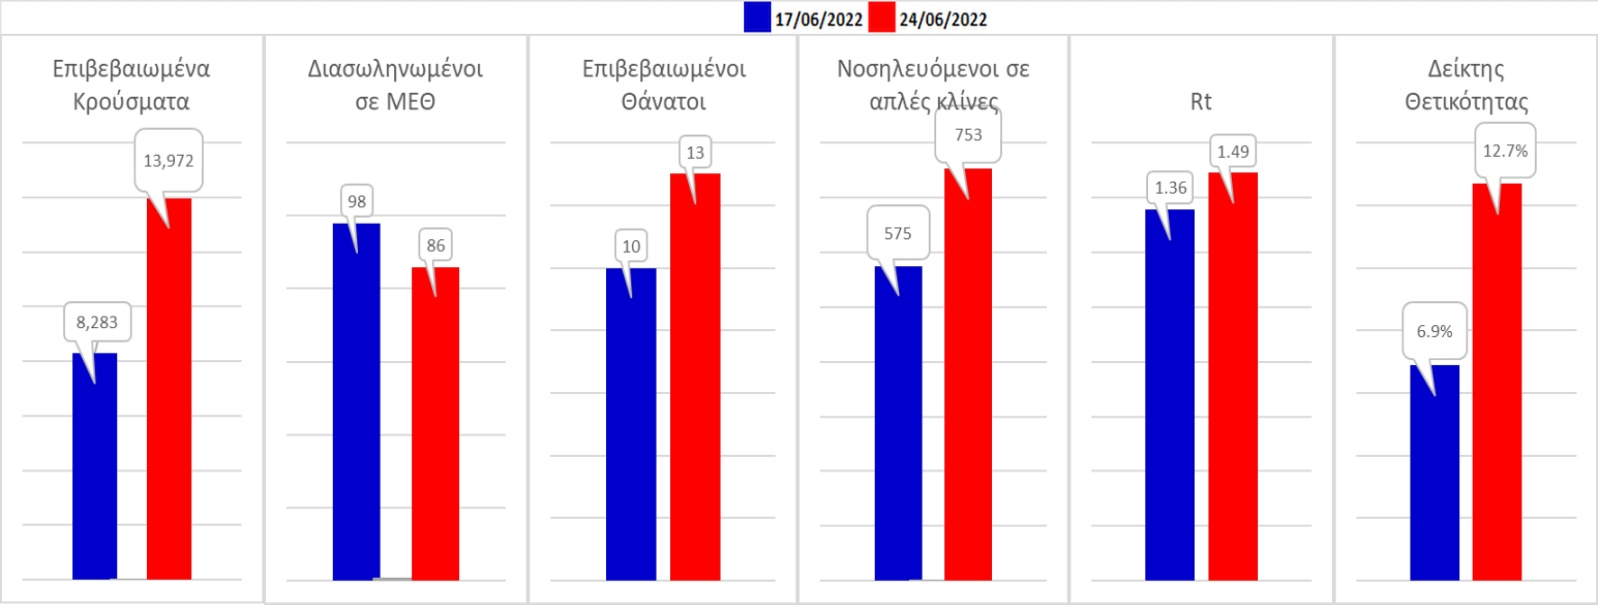 17/06/2022 24/06/2022
Επιβεβαιωμένα
Κρούσματα
13,972
8,283
Διασωληνωμένοι
σε ΜΕΘ
98
86
Επιβεβαιωμένοι
Θάνατοι
13
10
Νοσηλευόμενοι σε
απλές κλίνες
753
575
Rt
1.49
1.36
Δείκτης
Θετικότητας
12.7%
6.9%